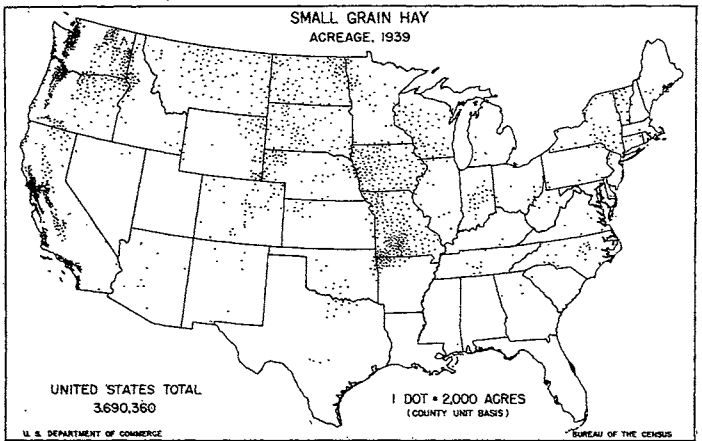 SMALL GRAIN HAY
ACREAGE, 1939
UNITED STATES TOTAL
3,690,360
1 DOT = 2,000 ACRES
(COUNTY UNIT BASIS)
U. S. DEPARTMENT OF COMMERCE
BUREAU OF THE CENSUS